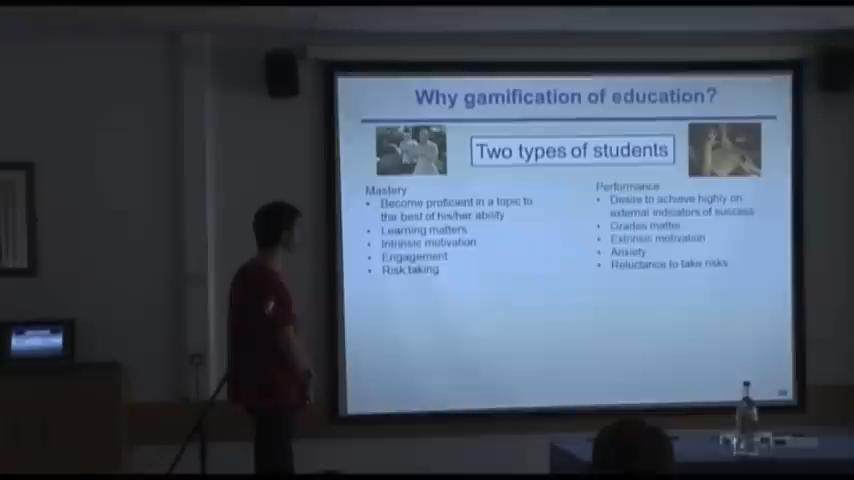 Why gamification of education?
Two types of students
Mastery
• Become proficient in a topic to
the best of his/her ability
• Learning matters
• Intrinsic motivation
• Engagement
• Risk taking
Performance
• Desire to achieve highly on
external indicators of success
• Grades matter
• Extrinsic motivation
• Anxiety
• Reluctance to take risks